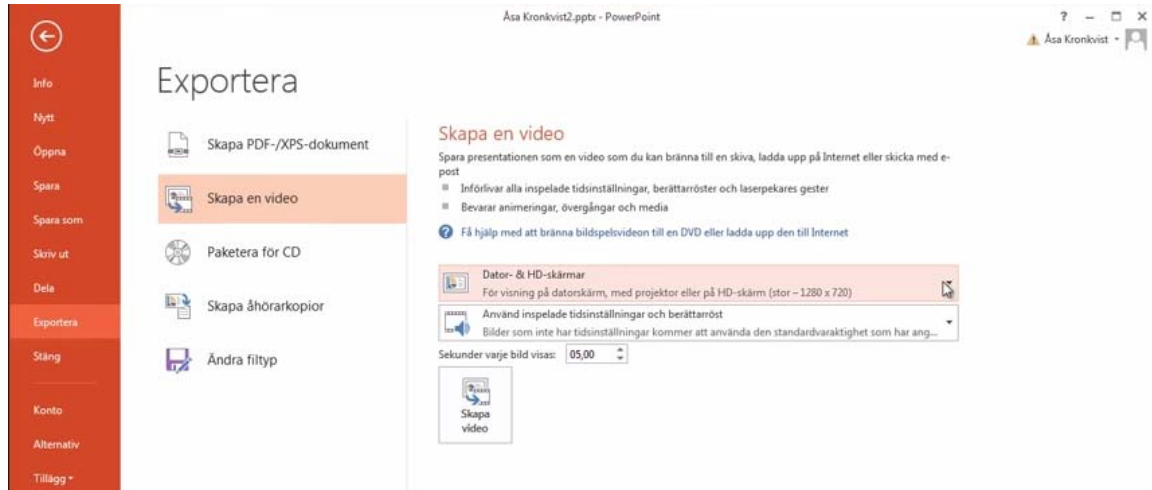 Åsa Kronkvist2.pptx - PowerPoint
?
Åsa Kronkvist
Info
Nytt
Öppna
Spara
Spara som
Skriv ut
Dela
Exportera
Stäng
Konto
Alternativ
Tillägg
Exportera
Skapa PDF-/XPS-dokument
Skapa en video
Paketera för CD
Skapa åhörarkopior
Ändra filtyp
Skapa en video
Spara presentationen som en video som du kan bränna till en skiva, ladda upp på Internet eller skicka med e-
post
Införlivar alla inspelade tidsinställningar, berättarröster och laserpekares gester
Bevarar animeringar, övergångar och media
Få hjälp med att bränna bildspelsvideon till en DVD eller ladda upp den till Internet
Dator- & HD-skärmar
För visning på datorskärm, med projektor eller på HD-skärm (stor – 1280 x 720)
Använd inspelade tidsinställningar och berättarröst
Bilder som inte har tidsinställningar kommer att använda den standardvaraktighet som har ang...
Sekunder varje bild visas: 05,00
Skapa
video